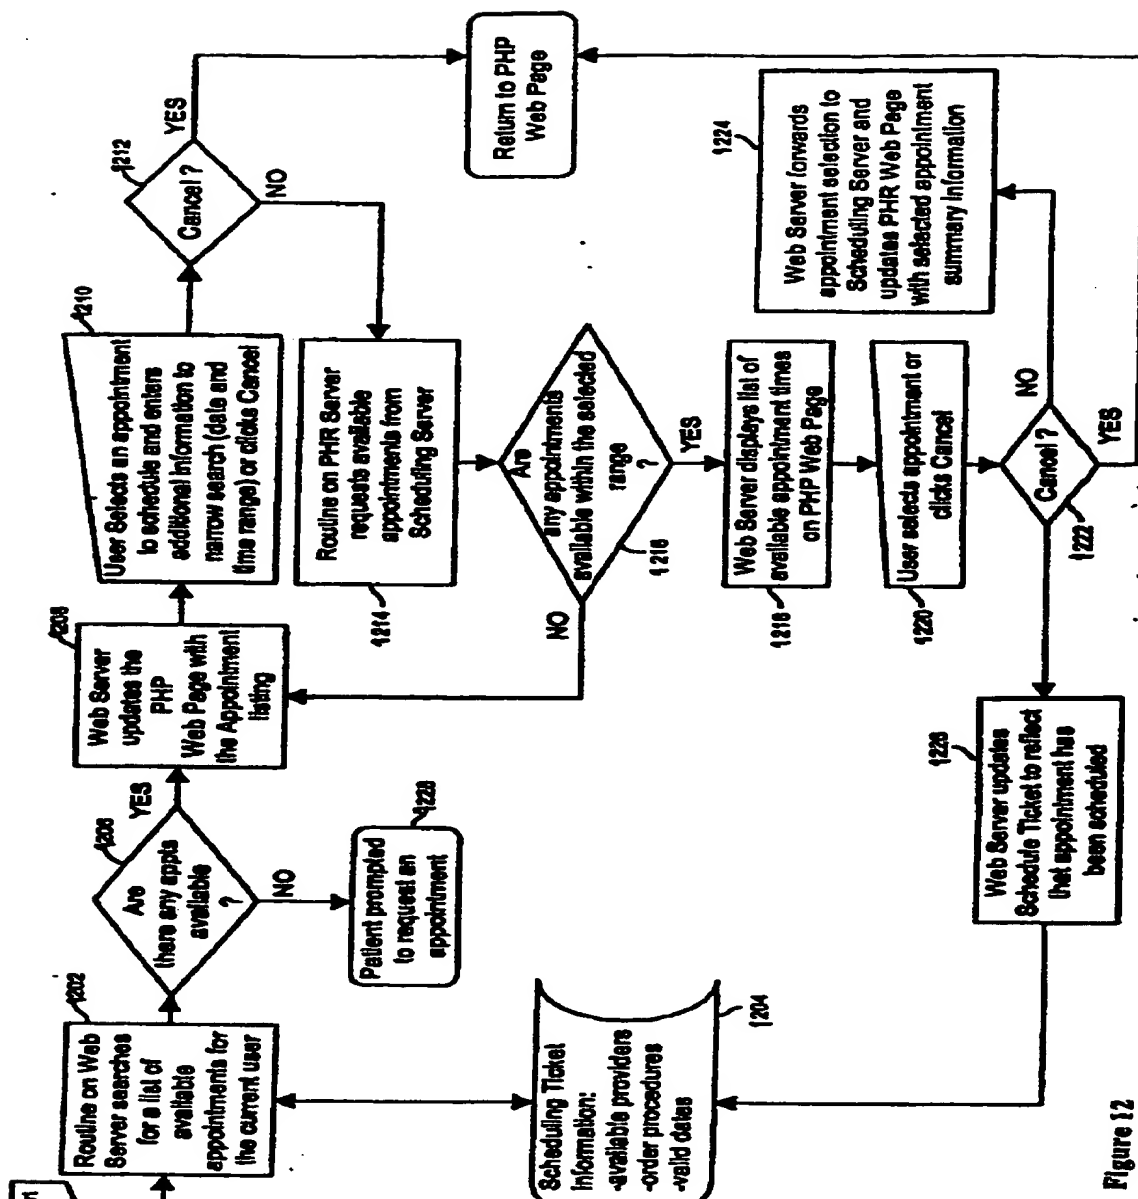 1202
Routine on Web
Server searches
for a list of
available
appointments for
the current user
1206
Are
there any appts
available
?
YES
NO
1228
Patient prompted
to request an
appointment
1208
Web Server
updates the
PHP
Web Page with
the Appointment
listing
1210
User Selects an appointment
to schedule and enters
additional information to
narrow search (date and
time range) or clicks Cancel
1212
Cancel ?
YES
NO
Return to PHP
Web Page
1214
Routine on PHR Server
requests available
appointments from
Scheduling Server
Are
any appointments
available within the selected
range
?
1216
NO
YES
1218
Web Server displays list of
available appointment times
on PHP Web Page
1220
User selects appointment or
clicks Cancel
Cancel ?
1222
NO
YES
1224
Web Server forwards
appointment selection to
Scheduling Server and
updates PHR Web Page
with selected appointment
summary information
1226
Web Server updates
Schedule Ticket to reflect
that appointment has
been scheduled
Scheduling Ticket
Information:
-available providers
-order procedures
-valid dates
1204
Figure 12